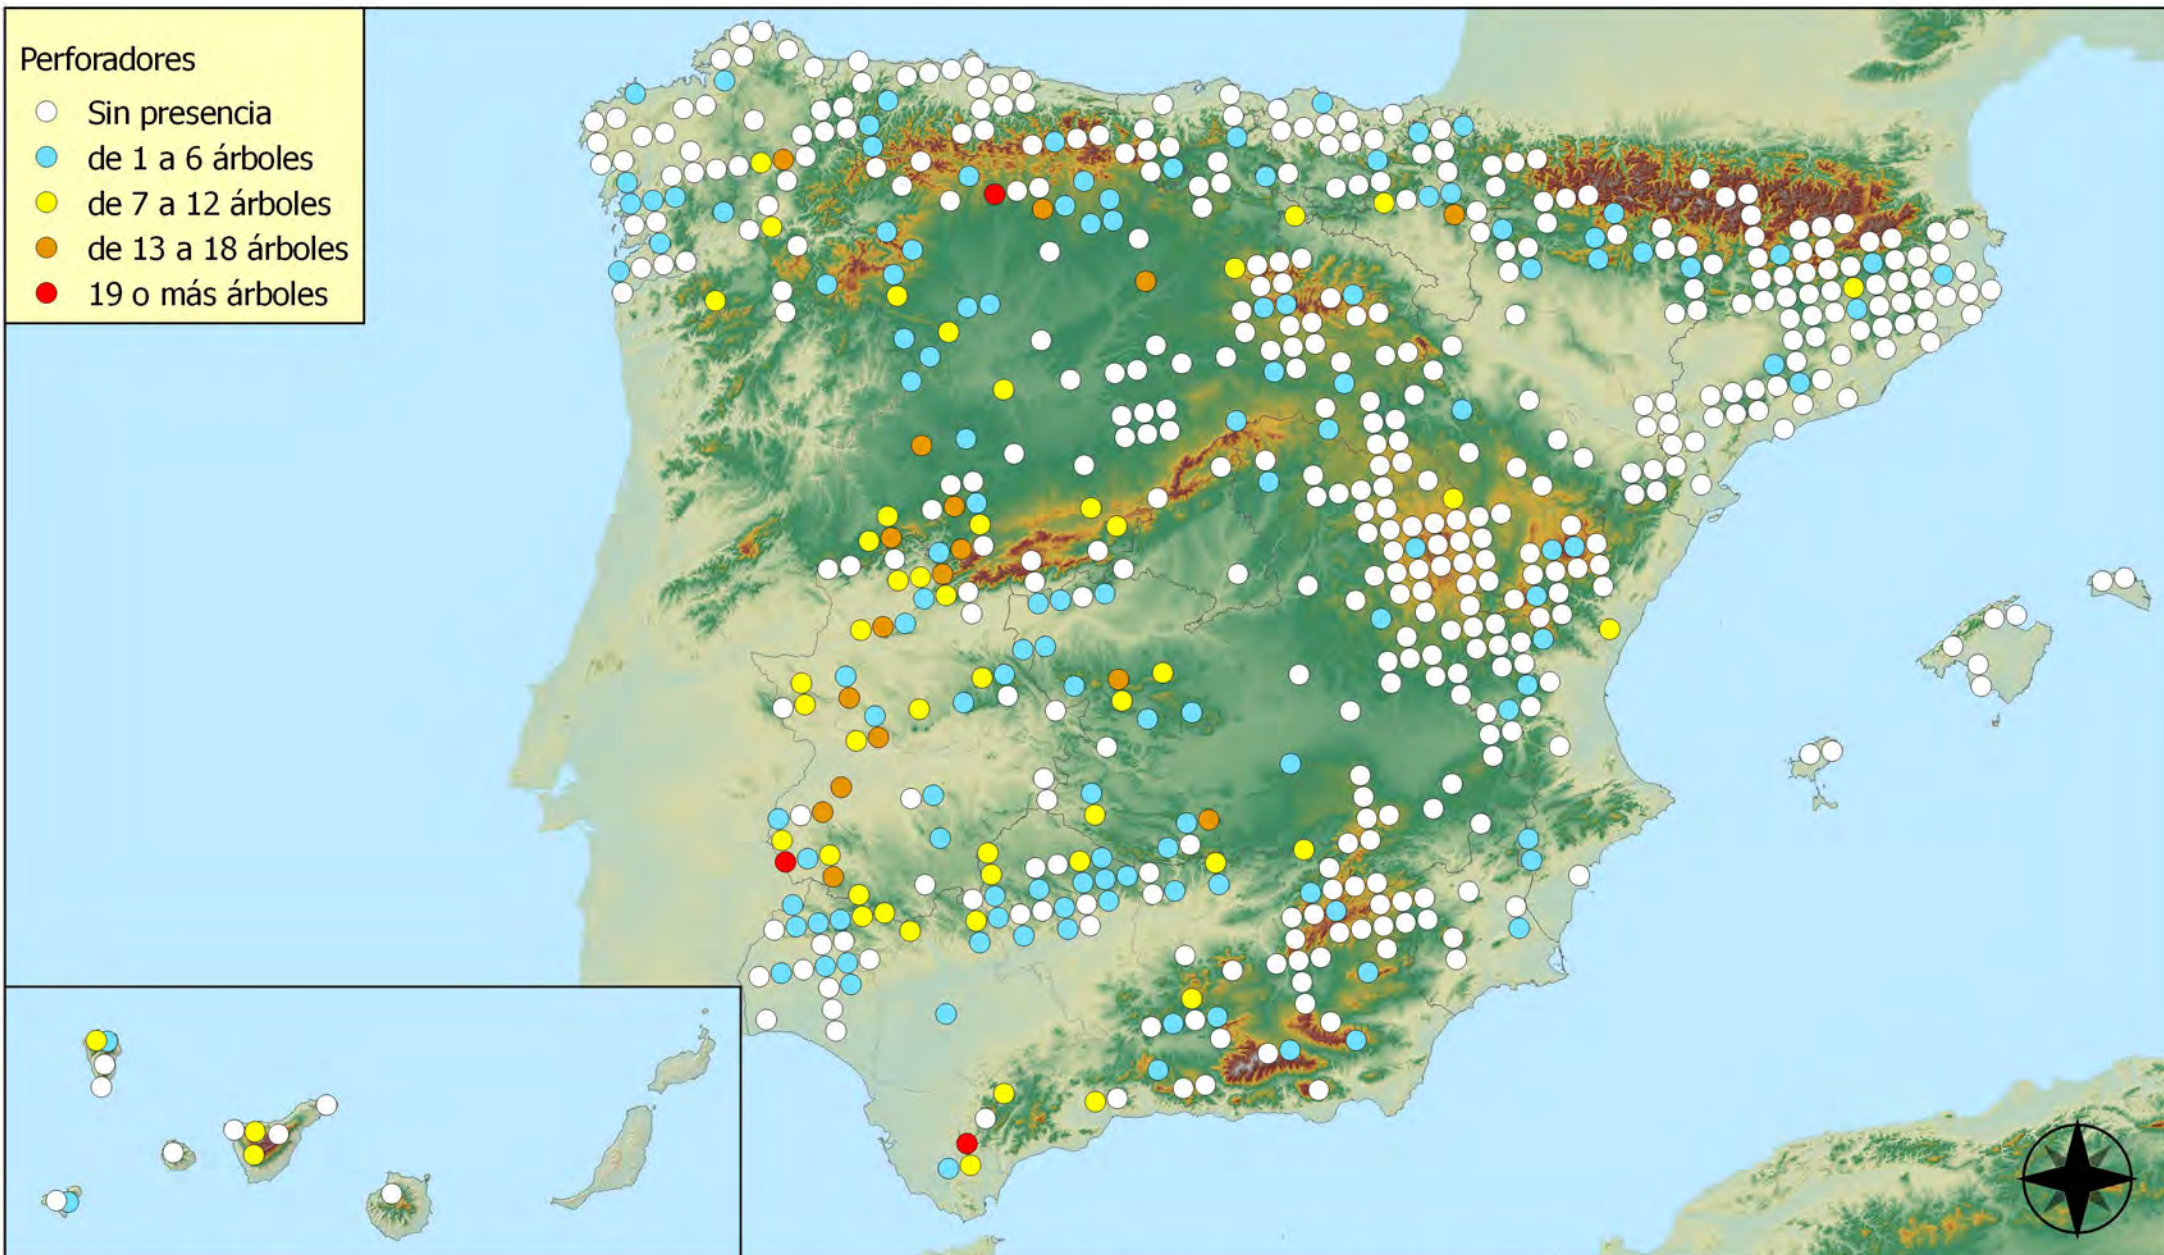 Perforadores
Sin presencia
de 1 a 6 árboles
de 7 a 12 árboles
de 13 a 18 árboles
19 o más árboles